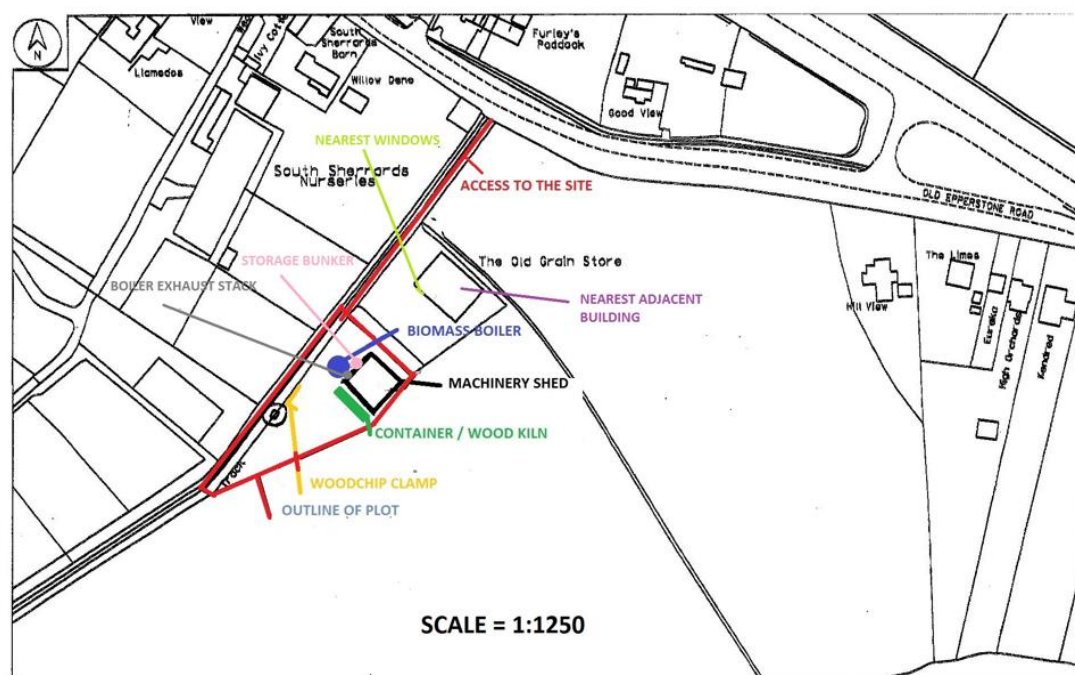 N
View
Llamedos
Ivy Cott
South
Sherrards
Barn
Willow Dene
Furley's
Paddock
Good View
NEAREST WINDOWS
South Sherrards
Nurseries
ACCESS TO THE SITE
OLD EPPERSTONE ROAD
STORAGE BUNKER
The Old Grain Store
The Limes
BOILER EXHAUST STACK
NEAREST ADJACENT
BUILDING
Hill View
Eureka
High Orchards
Kendred
BIOMASS BOILER
MACHINERY SHED
CONTAINER / WOOD KILN
Track
WOODCHIP CLAMP
OUTLINE OF PLOT
SCALE = 1:1250